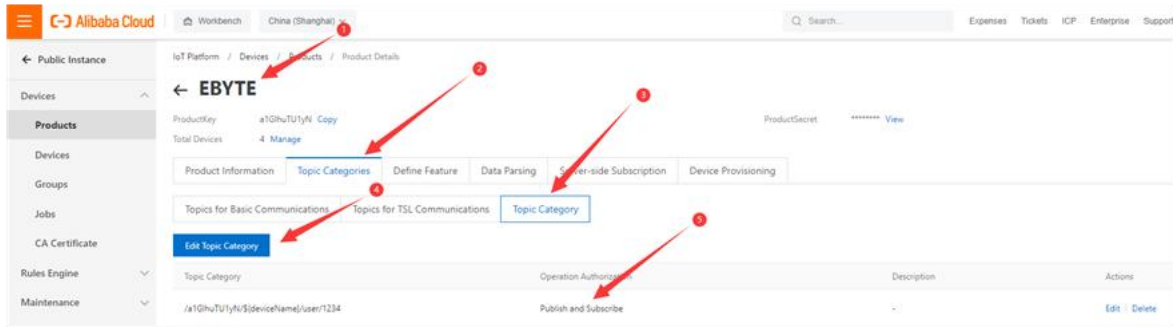 Alibaba Cloud Workbench China (Shanghai) Search... Expenses Tickets ICP Enterprise Support
1
← Public Instance IoT Platform / Devices / Products / Product Details
2
Devices ← EBYTE
3
Products ProductKey a1GIhuTU1yN Copy ProductSecret ******** View
Total Devices 4 Manage
Devices
Product Information Topic Categories Define Feature Data Parsing Server-side Subscription Device Provisioning
Groups
4
Jobs Topics for Basic Communications Topics for TSL Communications Topic Category
5
CA Certificate Edit Topic Category
Rules Engine Topic Category Operation Authorization Description Actions
Maintenance /a1GIhuTU1yN/${deviceName}/user/1234 Publish and Subscribe - Edit Delete